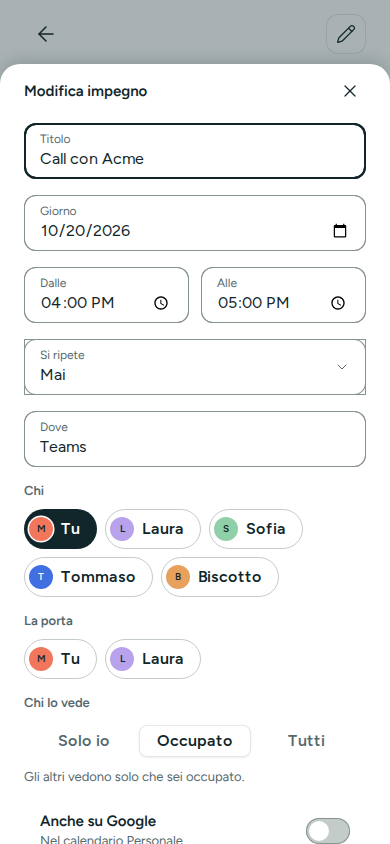 Modifica impegno
Titolo
Call con Acme
Giorno
10/20/2026
Dalle
Alle
04:00 PM
05:00 PM
Si ripete
Mai
Dove
Teams
Chi
M Tu
L Laura
S Sofia
T Tommaso
B Biscotto
La porta
M Tu
L Laura
Chi lo vede
Solo io
Occupato
Tutti
Gli altri vedono solo che sei occupato.
Anche su Google
Nel calendario Personale